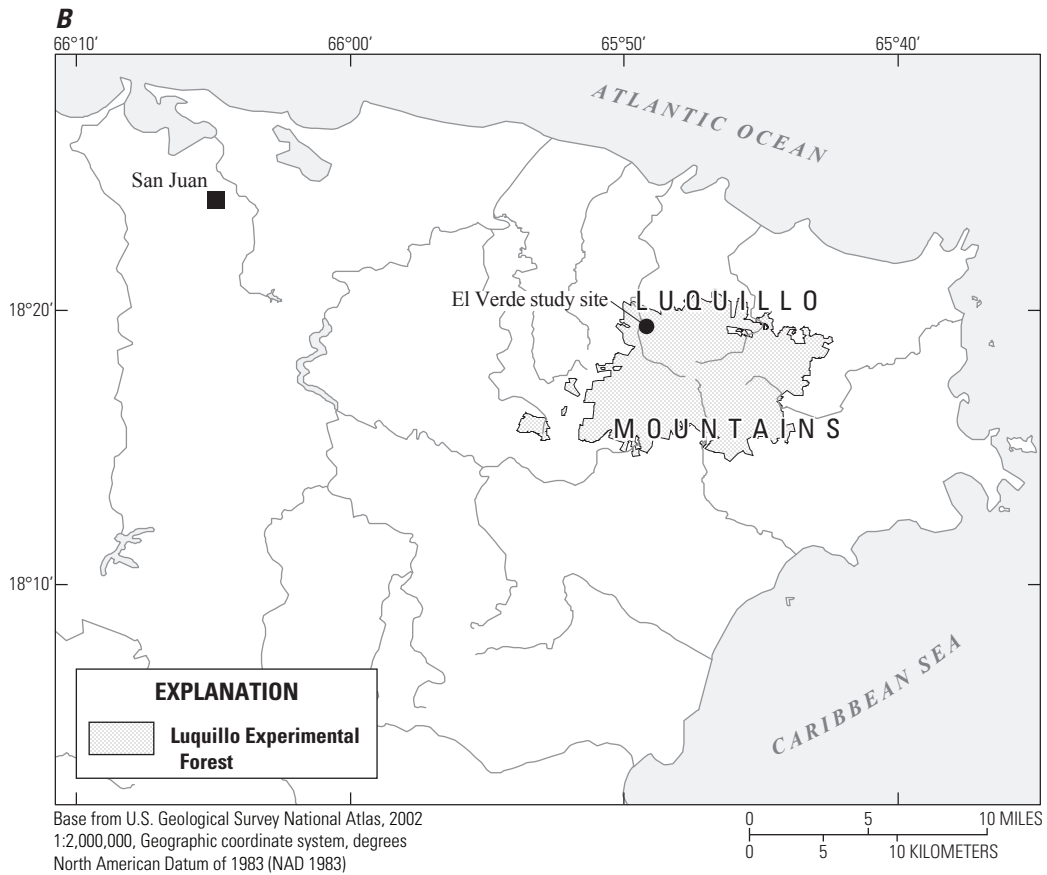 B
66°10′ 66°00′ 65°50′ 65°40′
ATLANTIC OCEAN
San Juan
18°20′
El Verde study site
LUQUILLO
MOUNTAINS
18°10′
CARIBBEAN SEA
EXPLANATION
Luquillo Experimental
Forest
Base from U.S. Geological Survey National Atlas, 2002
1:2,000,000, Geographic coordinate system, degrees
North American Datum of 1983 (NAD 1983)
0 5 10 MILES
0 5 10 KILOMETERS